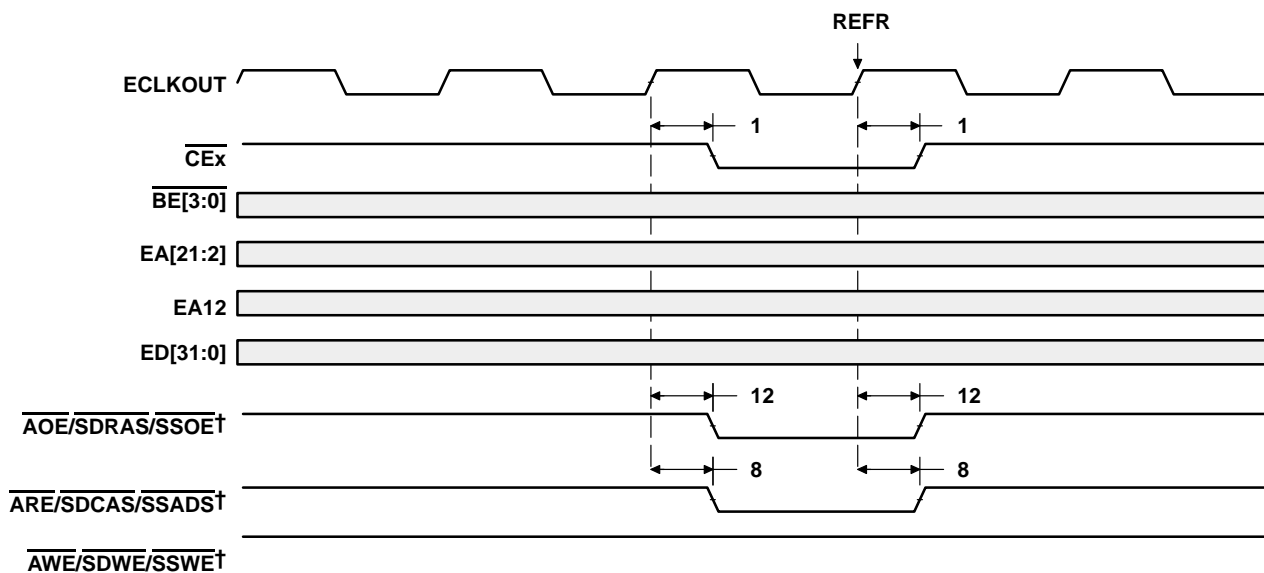 REFR
ECLKOUT
1 1
CEx
BE[3:0]
EA[21:2]
EA12
ED[31:0]
12 12
AOE/SDRAS/SSOE†
8 8
ARE/SDCAS/SSADS†
AWE/SDWE/SSWE†